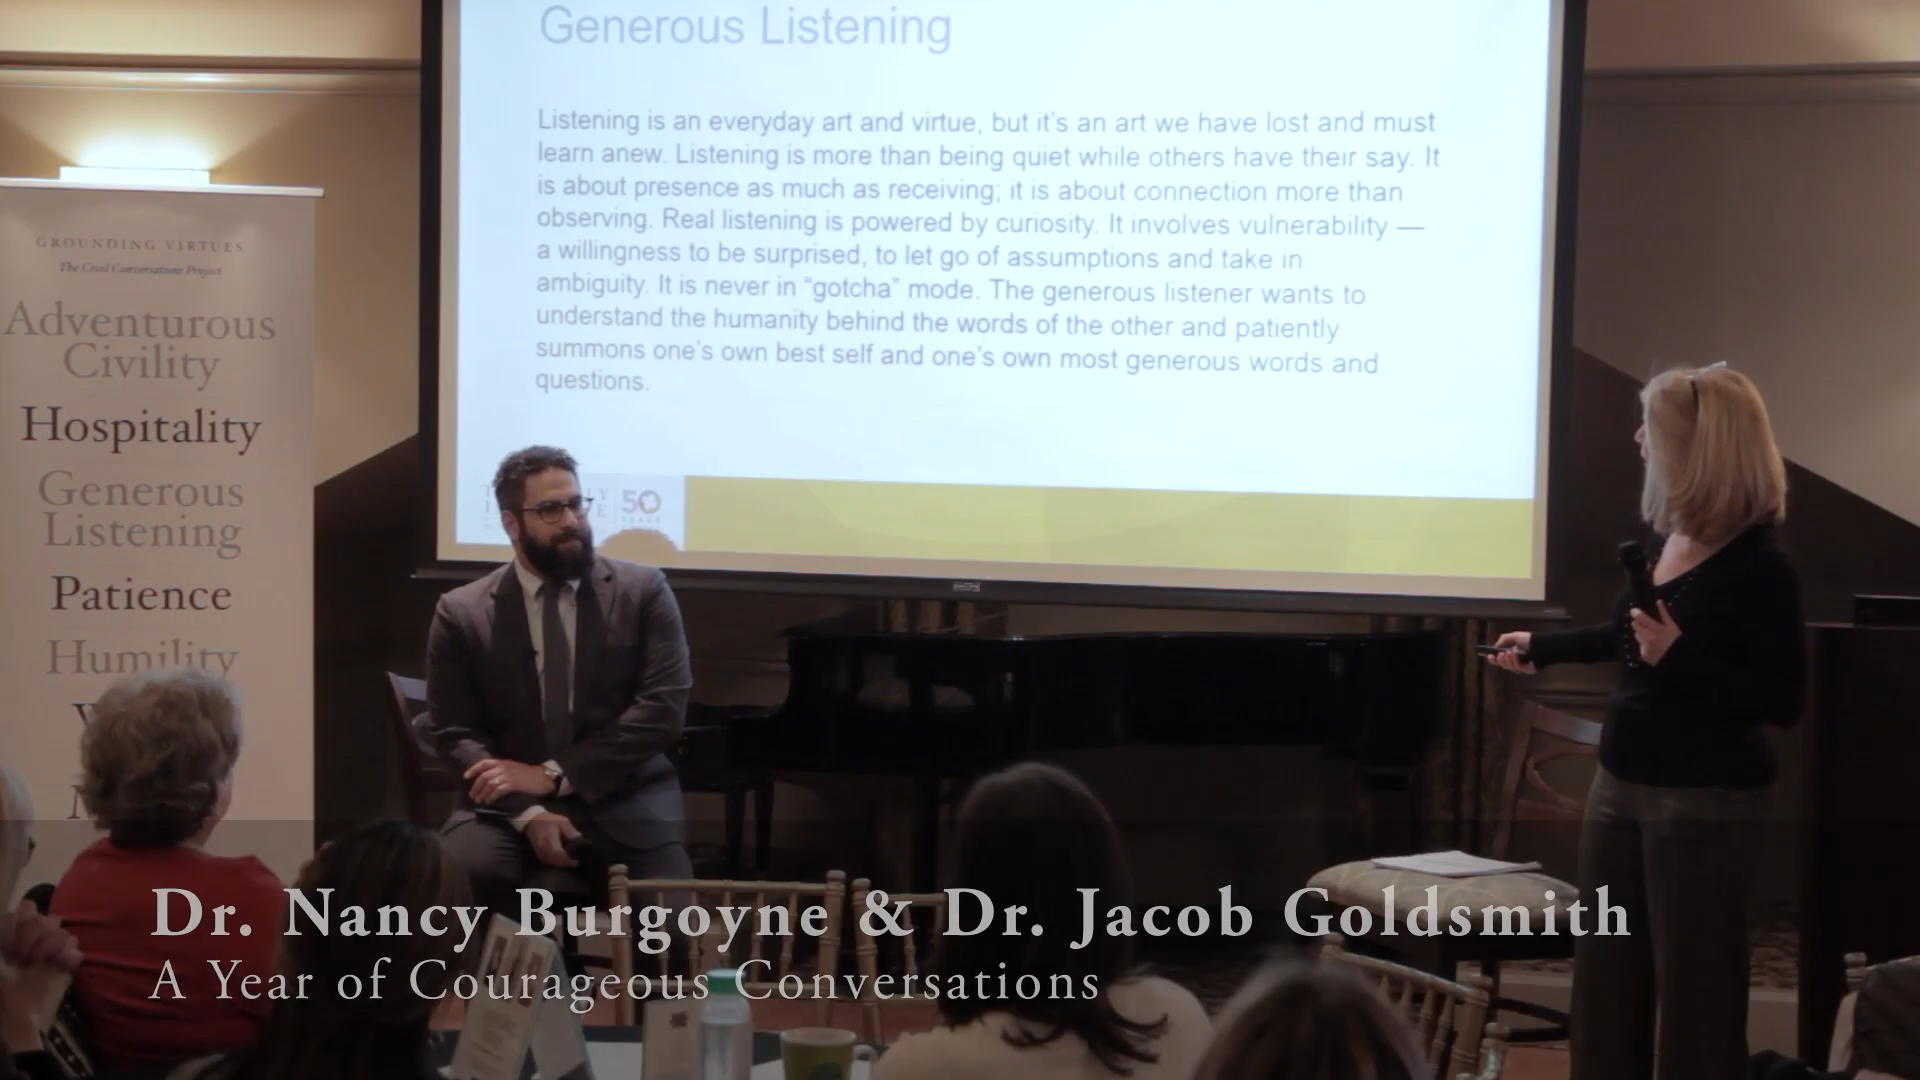 Generous Listening
Listening is an everyday art and virtue, but it's an art we have lost and must
learn anew. Listening is more than being quiet while others have their say. It
is about presence as much as receiving; it is about connection more than
observing. Real listening is powered by curiosity. It involves vulnerability —
a willingness to be surprised, to let go of assumptions and take in
ambiguity. It is never in “gotcha” mode. The generous listener wants to
understand the humanity behind the words of the other and patiently
summons one's own best self and one's own most generous words and
questions.
50
YEARS
GROUNDING VIRTUES
The Civil Conversations Project
Adventurous
Civility
Hospitality
Generous
Listening
Patience
Humility
Dr. Nancy Burgoyne & Dr. Jacob Goldsmith
A Year of Courageous Conversations